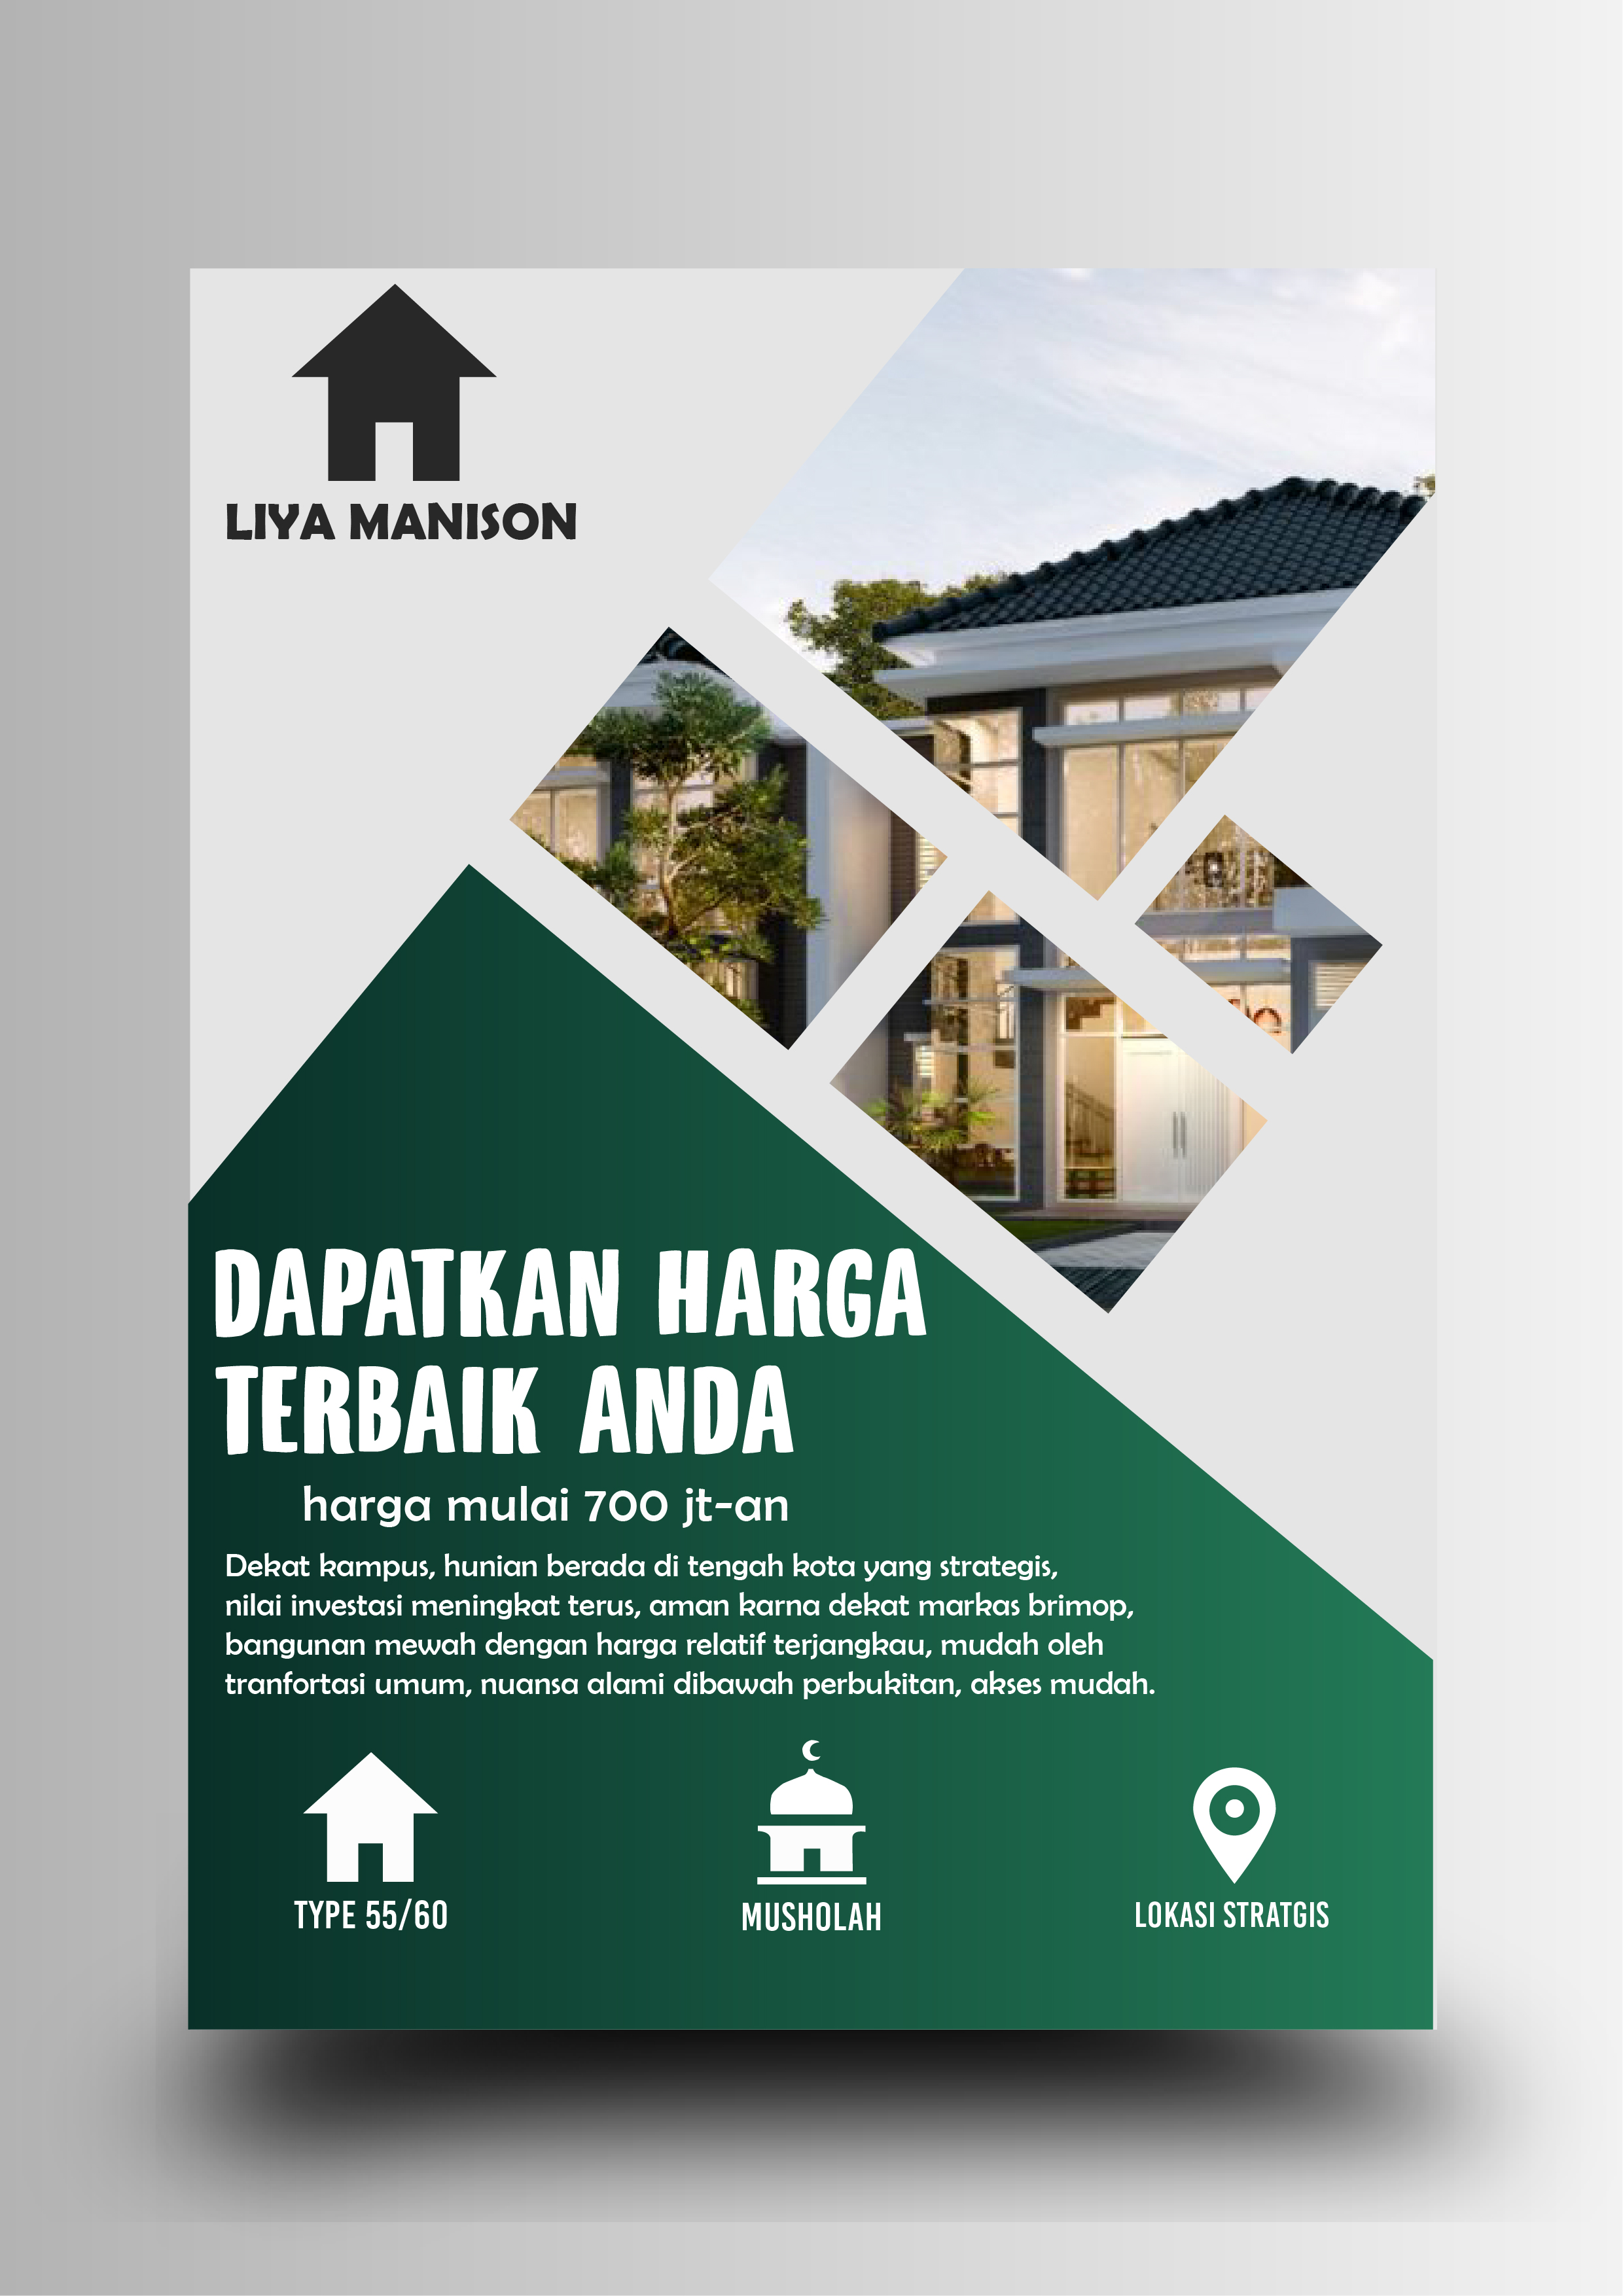 LIYA MANISON
DAPATKAN HARGA
TERBAIK ANDA
harga mulai 700 jt-an
Dekat kampus, hunian berada di tengah kota yang strategis,
nilai investasi meningkat terus, aman karna dekat markas brimop,
bangunan mewah dengan harga relatif terjangkau, mudah oleh
tranfortasi umum, nuansa alami dibawah perbukitan, akses mudah.
TYPE 55/60
MUSHOLAH
LOKASI STRATGIS